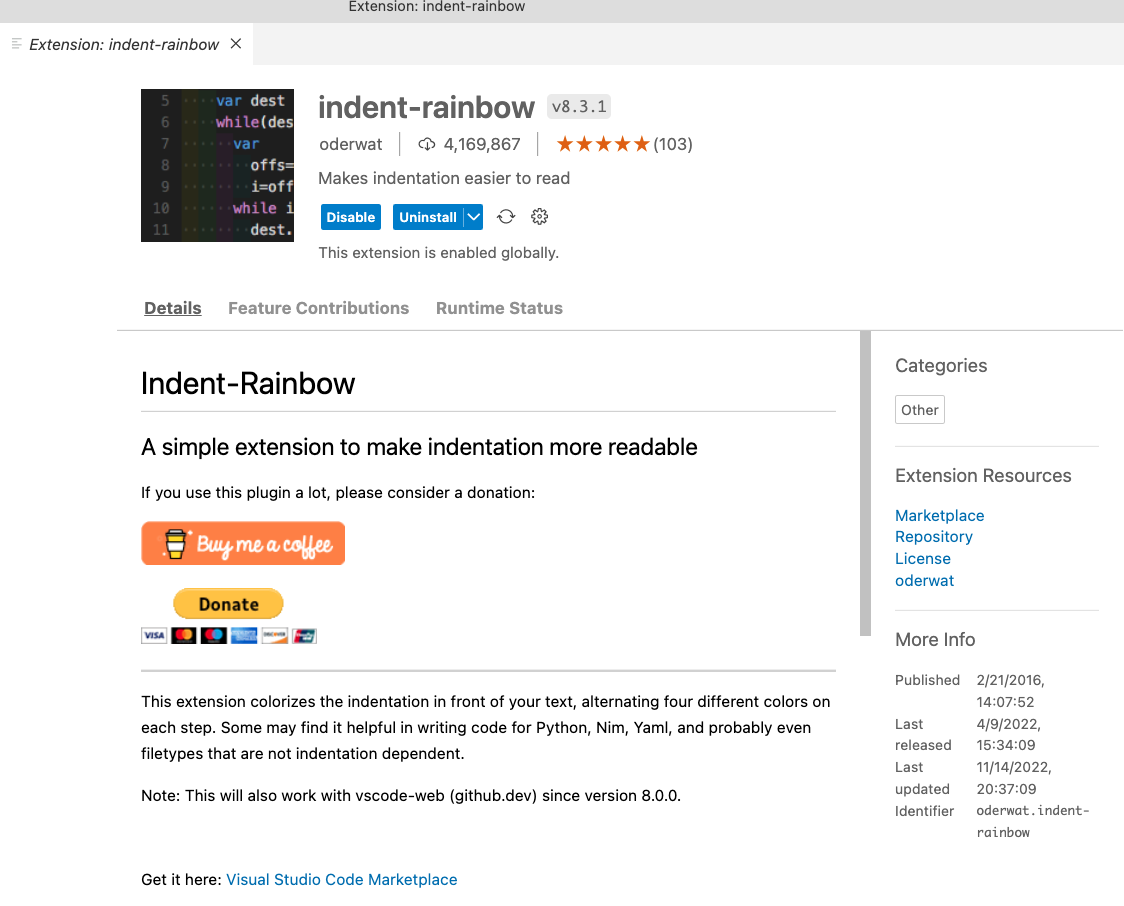 Extension: indent-rainbow
Extension: indent-rainbow
5 var dest
6 while(des
7 var
8 offs=
9 i=off
10 while i
11 dest.
indent-rainbow v8.3.1
oderwat 4,169,867 (103)
Makes indentation easier to read
Disable Uninstall
This extension is enabled globally.
Details Feature Contributions Runtime Status
Indent-Rainbow
A simple extension to make indentation more readable
If you use this plugin a lot, please consider a donation:
Buy me a coffee
Donate
VISA DISCOVER
This extension colorizes the indentation in front of your text, alternating four different colors on
each step. Some may find it helpful in writing code for Python, Nim, Yaml, and probably even
filetypes that are not indentation dependent.
Note: This will also work with vscode-web (github.dev) since version 8.0.0.
Get it here: Visual Studio Code Marketplace
Categories
Other
Extension Resources
Marketplace
Repository
License
oderwat
More Info
Published 2/21/2016,
14:07:52
Last 4/9/2022,
released 15:34:09
Last 11/14/2022,
updated 20:37:09
Identifier oderwat.indent-
rainbow